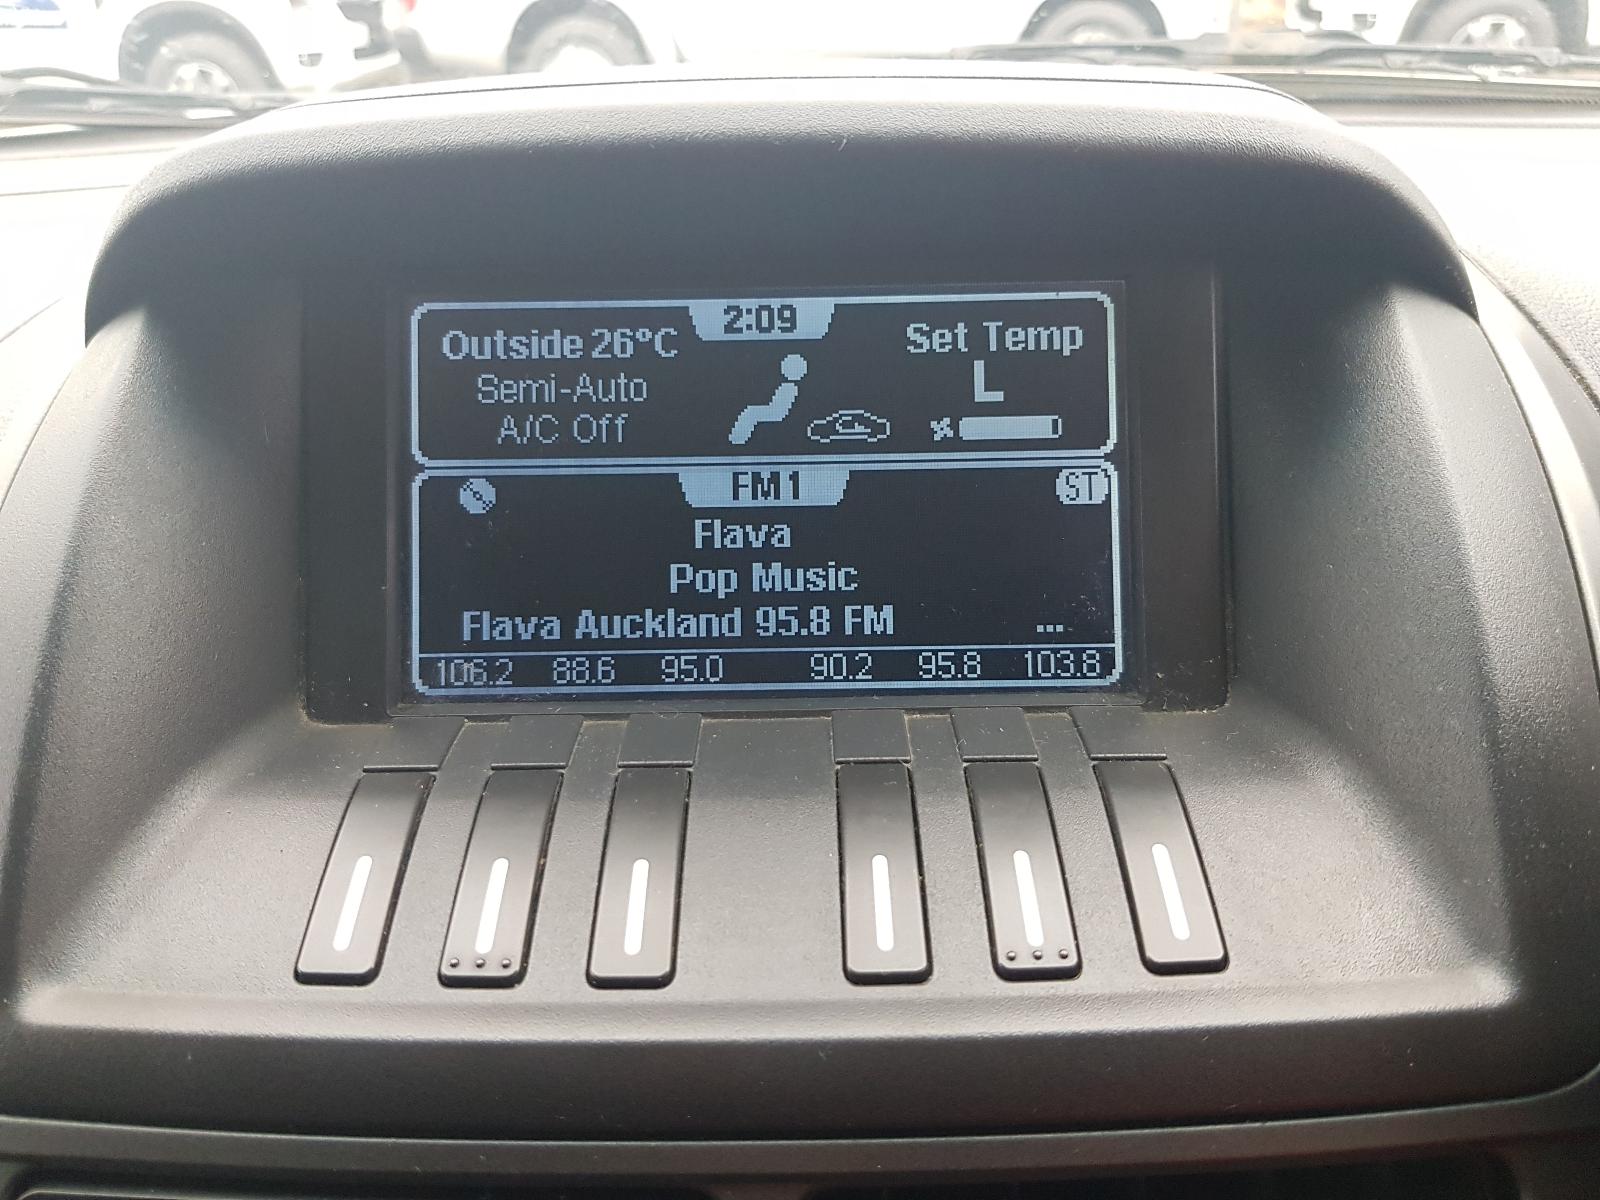 2:09
Outside 26°C
Set Temp
Semi-Auto
L
A/C Off
FM1
ST
Flava
Pop Music
Flava Auckland 95.8 FM ...
106.2 88.6 95.0 90.2 95.8 103.8